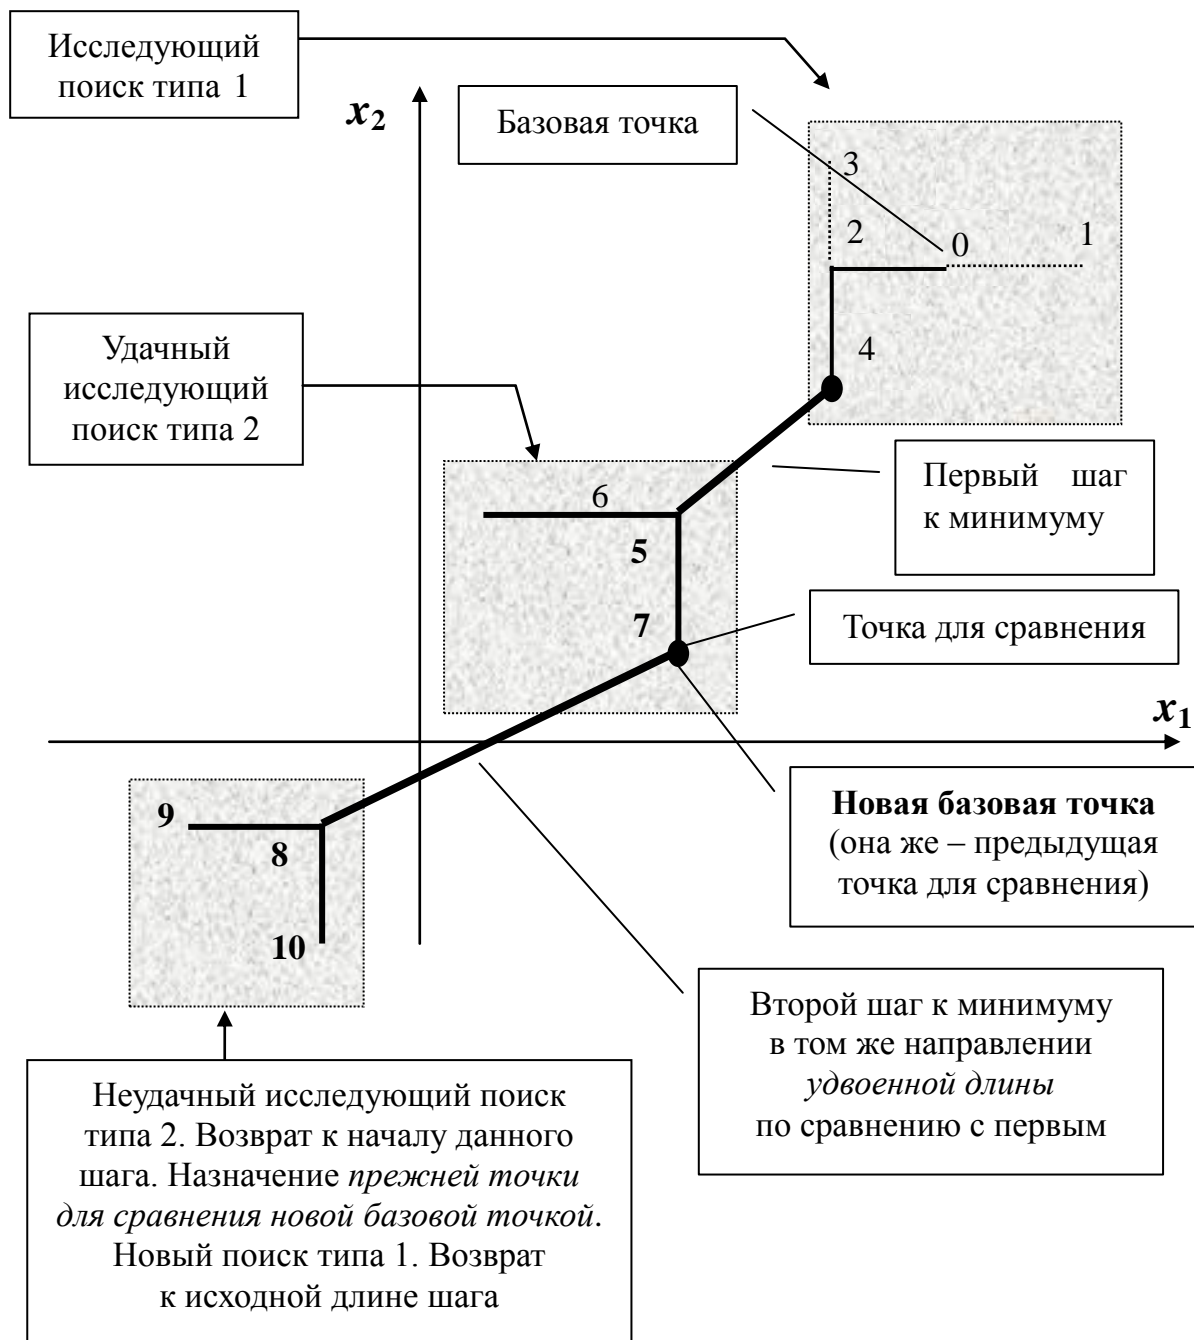 Исследующий
поиск типа 1
x2
Базовая точка
3
2
0
1
4
Удачный
исследующий
поиск типа 2
6
5
7
Первый шаг
к минимуму
Точка для сравнения
x1
Новая базовая точка
(она же – предыдущая
точка для сравнения)
9
8
10
Второй шаг к минимуму
в том же направлении
удвоенной длины
по сравнению с первым
Неудачный исследующий поиск
типа 2. Возврат к началу данного
шага. Назначение прежней точки
для сравнения новой базовой точкой.
Новый поиск типа 1. Возврат
к исходной длине шага